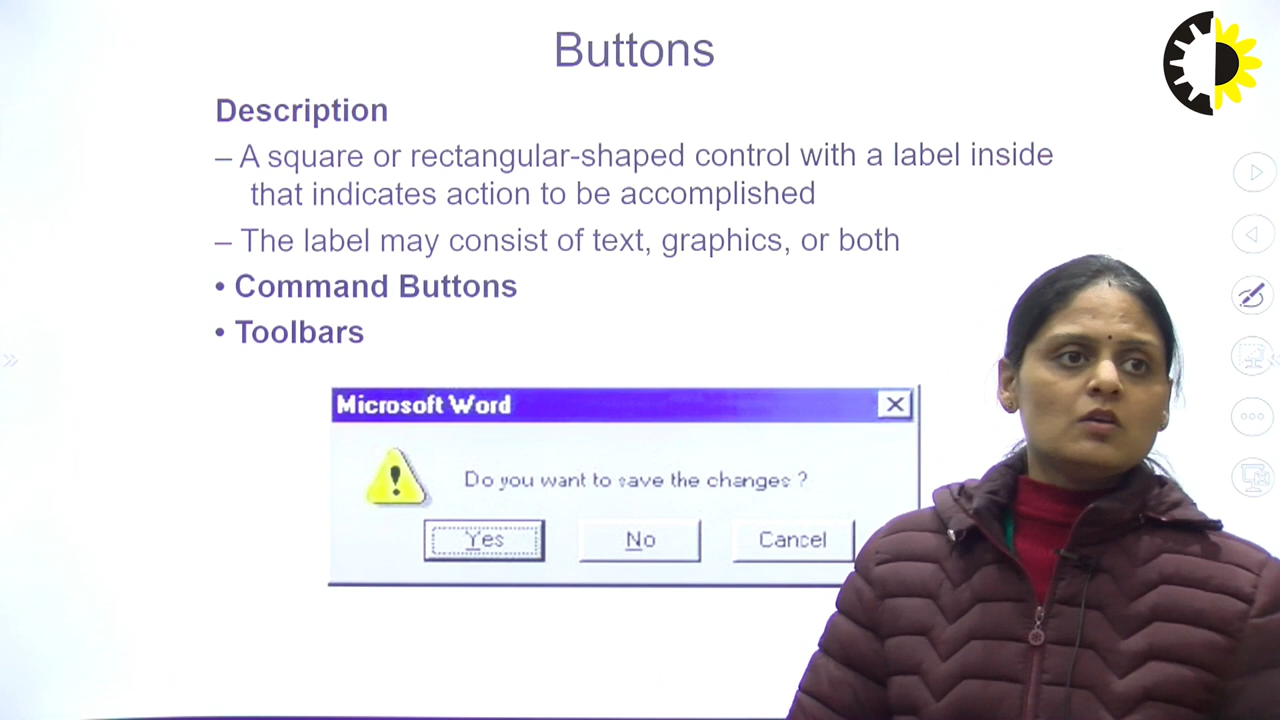 Buttons
Description
– A square or rectangular-shaped control with a label inside
that indicates action to be accomplished
– The label may consist of text, graphics, or both
• Command Buttons
• Toolbars
Microsoft Word
Do you want to save the changes ?
Yes No Cancel